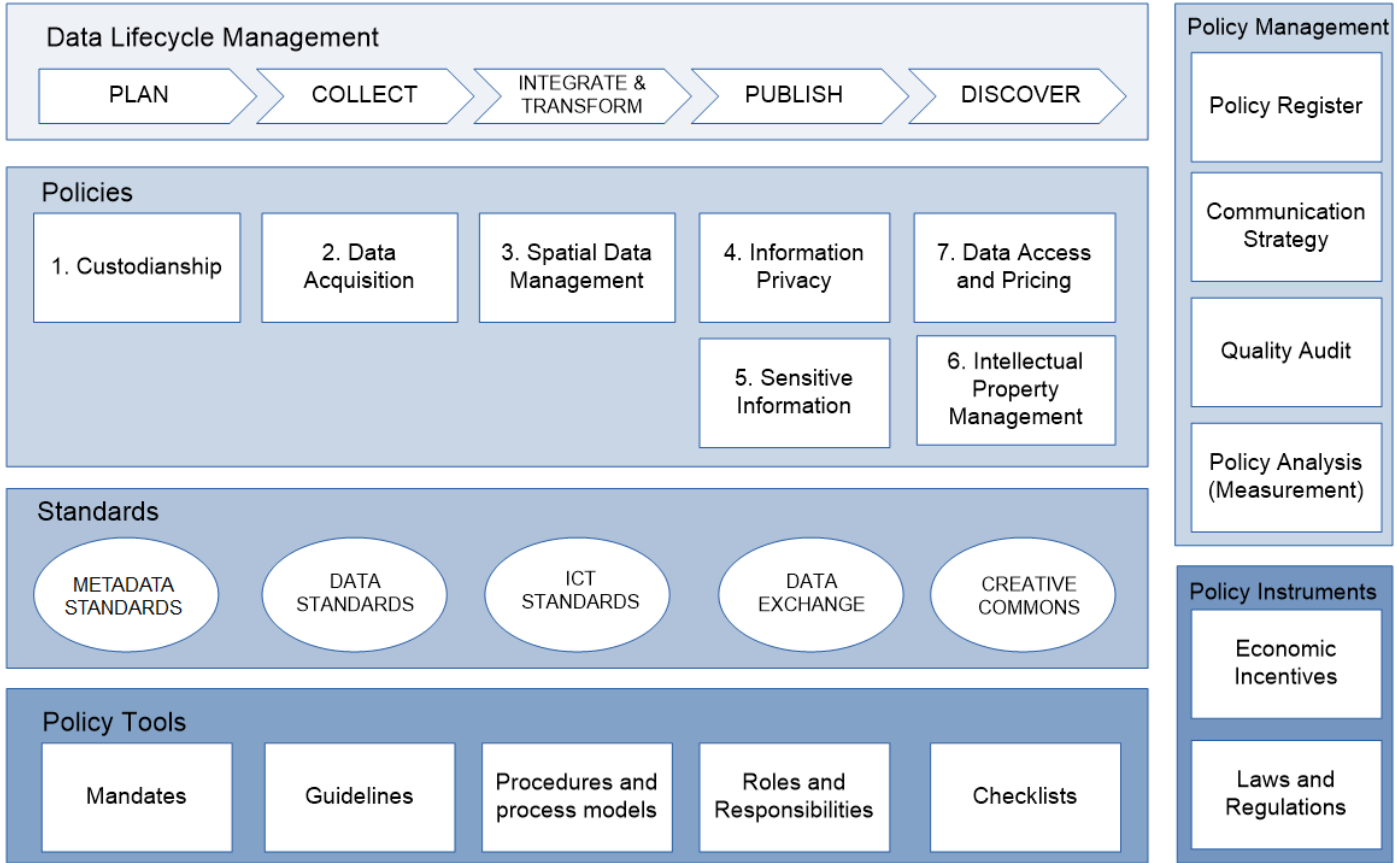 Data Lifecycle Management
PLAN
COLLECT
INTEGRATE &
TRANSFORM
PUBLISH
DISCOVER
Policies
1. Custodianship
2. Data
Acquisition
3. Spatial Data
Management
4. Information
Privacy
7. Data Access
and Pricing
5. Sensitive
Information
6. Intellectual
Property
Management
Standards
METADATA
STANDARDS
DATA
STANDARDS
ICT
STANDARDS
DATA
EXCHANGE
CREATIVE
COMMONS
Policy Tools
Mandates
Guidelines
Procedures and
process models
Roles and
Responsibilities
Checklists
Policy Management
Policy Register
Communication
Strategy
Quality Audit
Policy Analysis
(Measurement)
Policy Instruments
Economic
Incentives
Laws and
Regulations